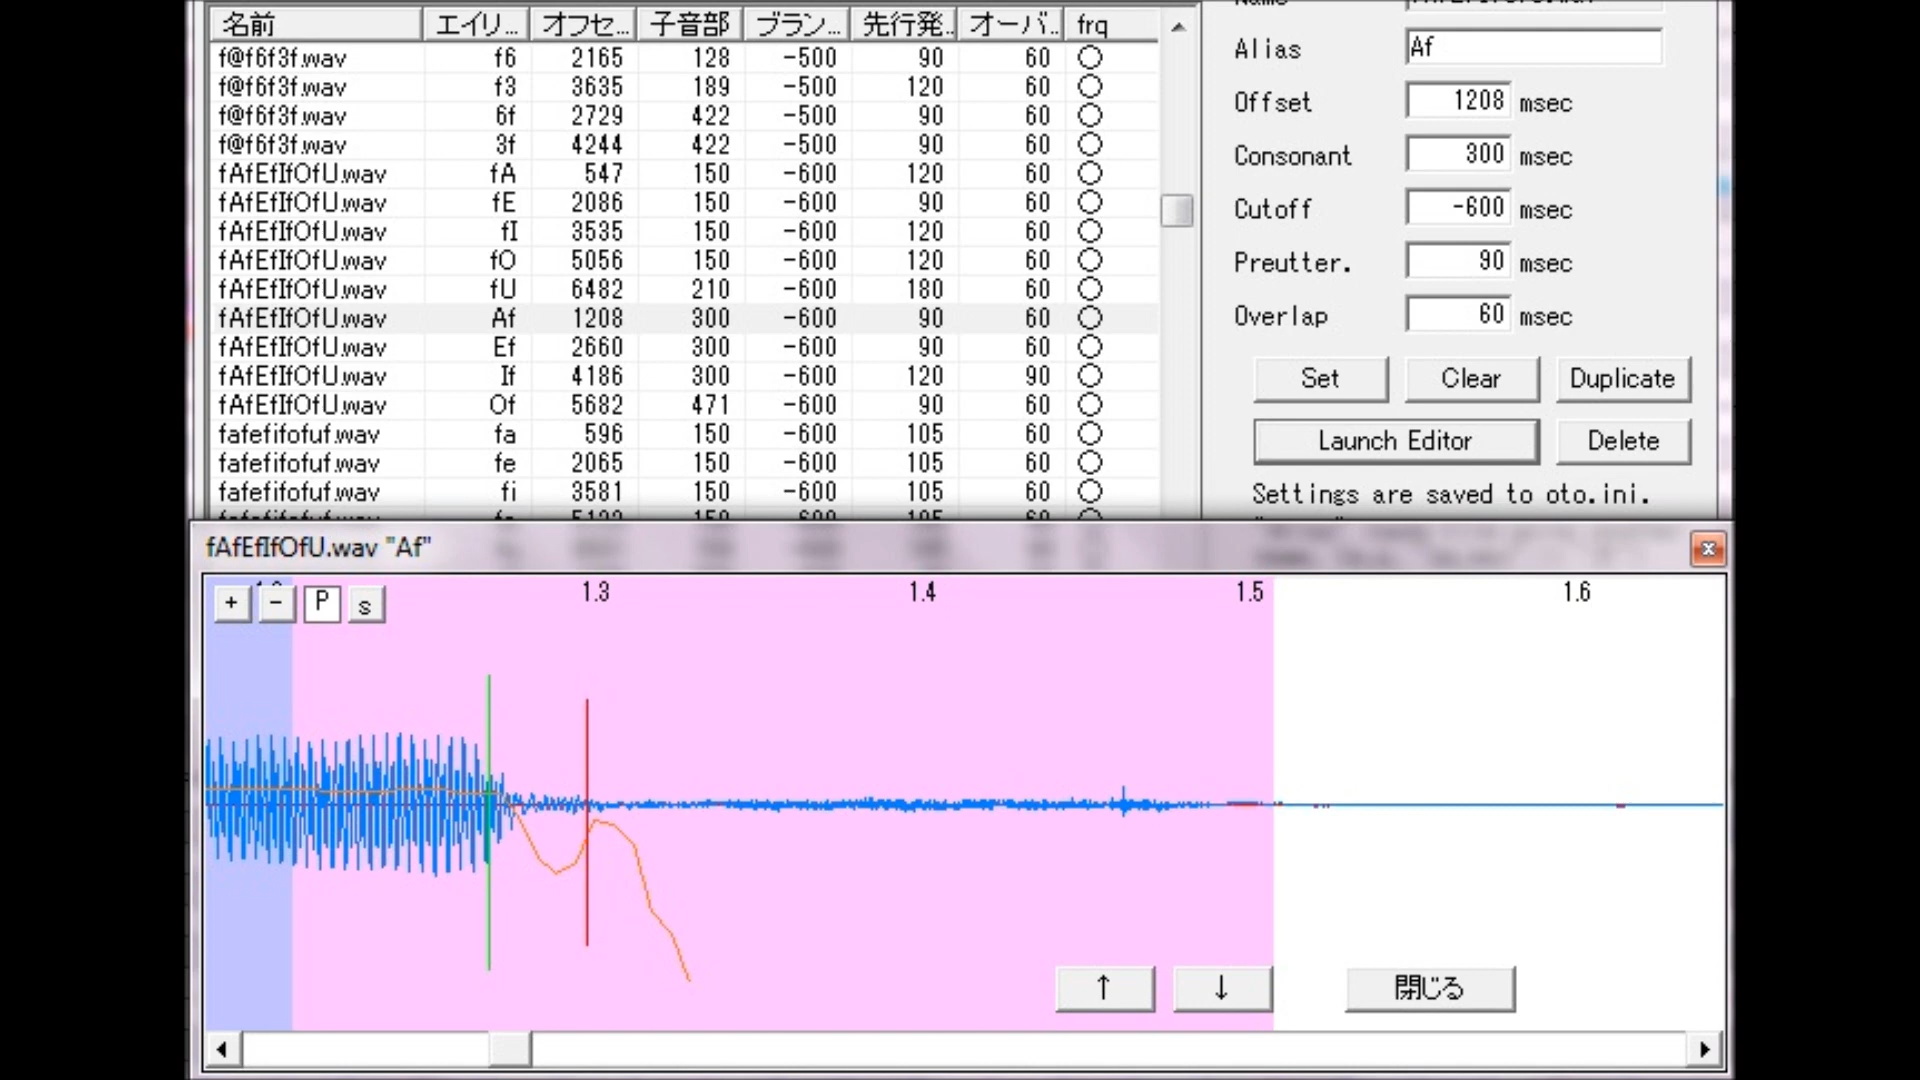 名前 エイリ... オフセ... 子音部 ブラン... 先行発... オーバ... frq
f@f6f3f.wav f6 2165 128 -500 90 60 ○
f@f6f3f.wav f3 3635 189 -500 120 60 ○
f@f6f3f.wav 6f 2729 422 -500 90 60 ○
f@f6f3f.wav 3f 4244 422 -500 90 60 ○
fAfEfIfOfU.wav fA 547 150 -600 120 60 ○
fAfEfIfOfU.wav fE 2086 150 -600 90 60 ○
fAfEfIfOfU.wav fI 3535 150 -600 120 60 ○
fAfEfIfOfU.wav fO 5056 150 -600 120 60 ○
fAfEfIfOfU.wav fU 6482 210 -600 180 60 ○
fAfEfIfOfU.wav Af 1208 300 -600 90 60 ○
fAfEfIfOfU.wav Ef 2660 300 -600 90 60 ○
fAfEfIfOfU.wav If 4186 300 -600 120 90 ○
fAfEfIfOfU.wav Of 5682 471 -600 90 60 ○
fafefifofuf.wav fa 596 150 -600 105 60 ○
fafefifofuf.wav fe 2065 150 -600 105 60 ○
fafefifofuf.wav fi 3581 150 -600 105 60 ○
Alias Af
Offset 1208 msec
Consonant 300 msec
Cutoff -600 msec
Preutter. 90 msec
Overlap 60 msec
Set Clear Duplicate
Launch Editor Delete
Settings are saved to oto.ini.
fAfEfIfOfU.wav "Af"
+ - P s 1.3 1.4 1.5 1.6
↑ ↓ 閉じる